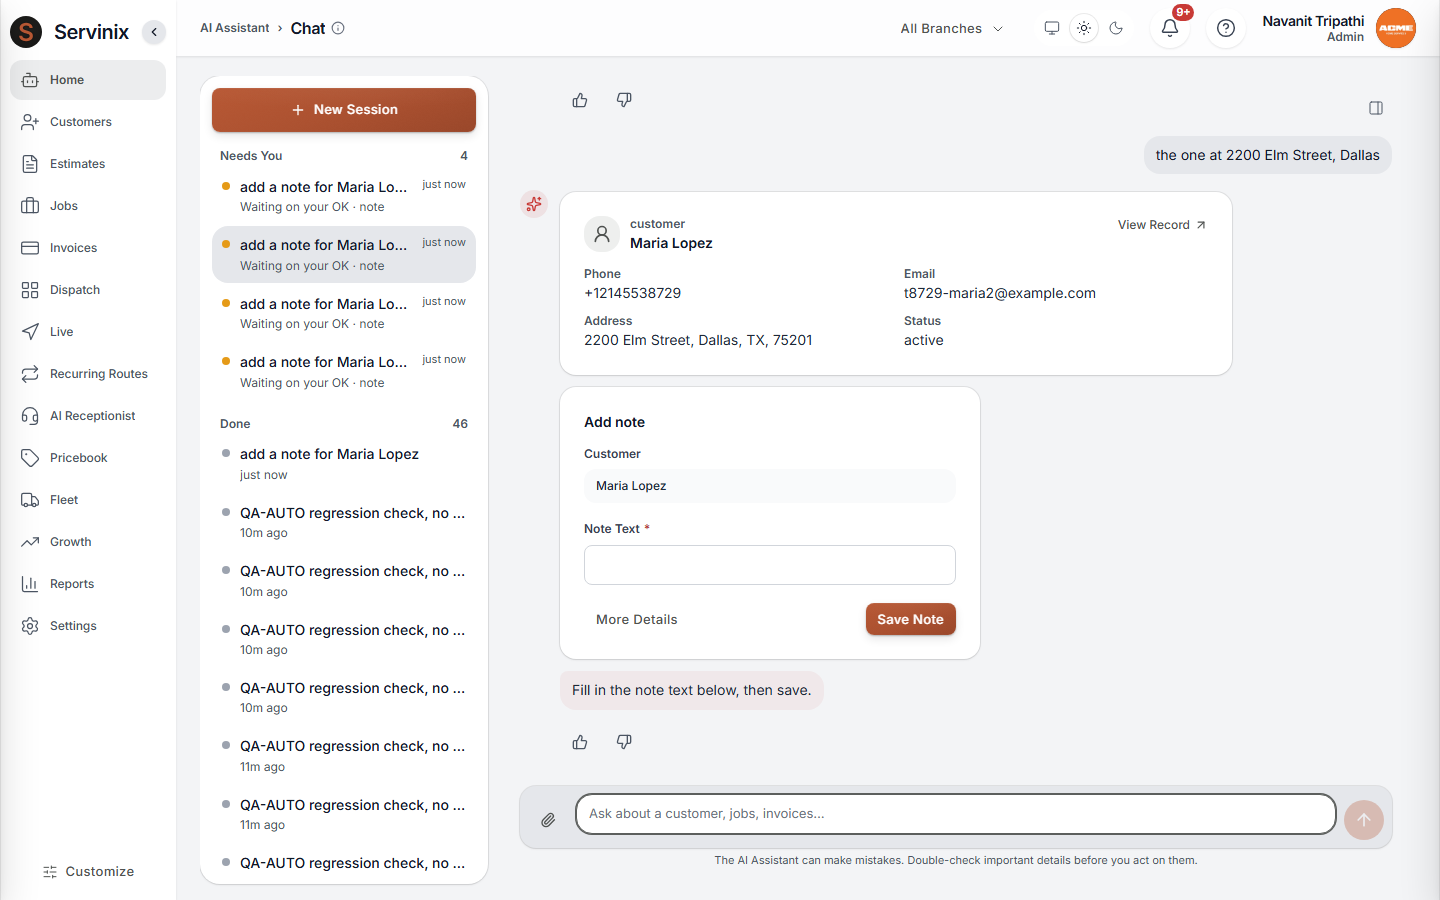 S
Servinix
Home
Customers
Estimates
Jobs
Invoices
Dispatch
Live
Recurring Routes
AI Receptionist
Pricebook
Fleet
Growth
Reports
Settings
Customize
AI Assistant › Chat
All Branches
9+
Navanit Tripathi
Admin
ACME
+ New Session
Needs You 4
add a note for Maria Lo... just now
Waiting on your OK · note
add a note for Maria Lo... just now
Waiting on your OK · note
add a note for Maria Lo... just now
Waiting on your OK · note
add a note for Maria Lo... just now
Waiting on your OK · note
Done 46
add a note for Maria Lopez
just now
QA-AUTO regression check, no ...
10m ago
QA-AUTO regression check, no ...
10m ago
QA-AUTO regression check, no ...
10m ago
QA-AUTO regression check, no ...
10m ago
QA-AUTO regression check, no ...
11m ago
QA-AUTO regression check, no ...
11m ago
QA-AUTO regression check, no ...
the one at 2200 Elm Street, Dallas
customer
Maria Lopez
View Record
Phone
+12145538729
Email
t8729-maria2@example.com
Address
2200 Elm Street, Dallas, TX, 75201
Status
active
Add note
Customer
Maria Lopez
Note Text *
More Details
Save Note
Fill in the note text below, then save.
Ask about a customer, jobs, invoices...
The AI Assistant can make mistakes. Double-check important details before you act on them.